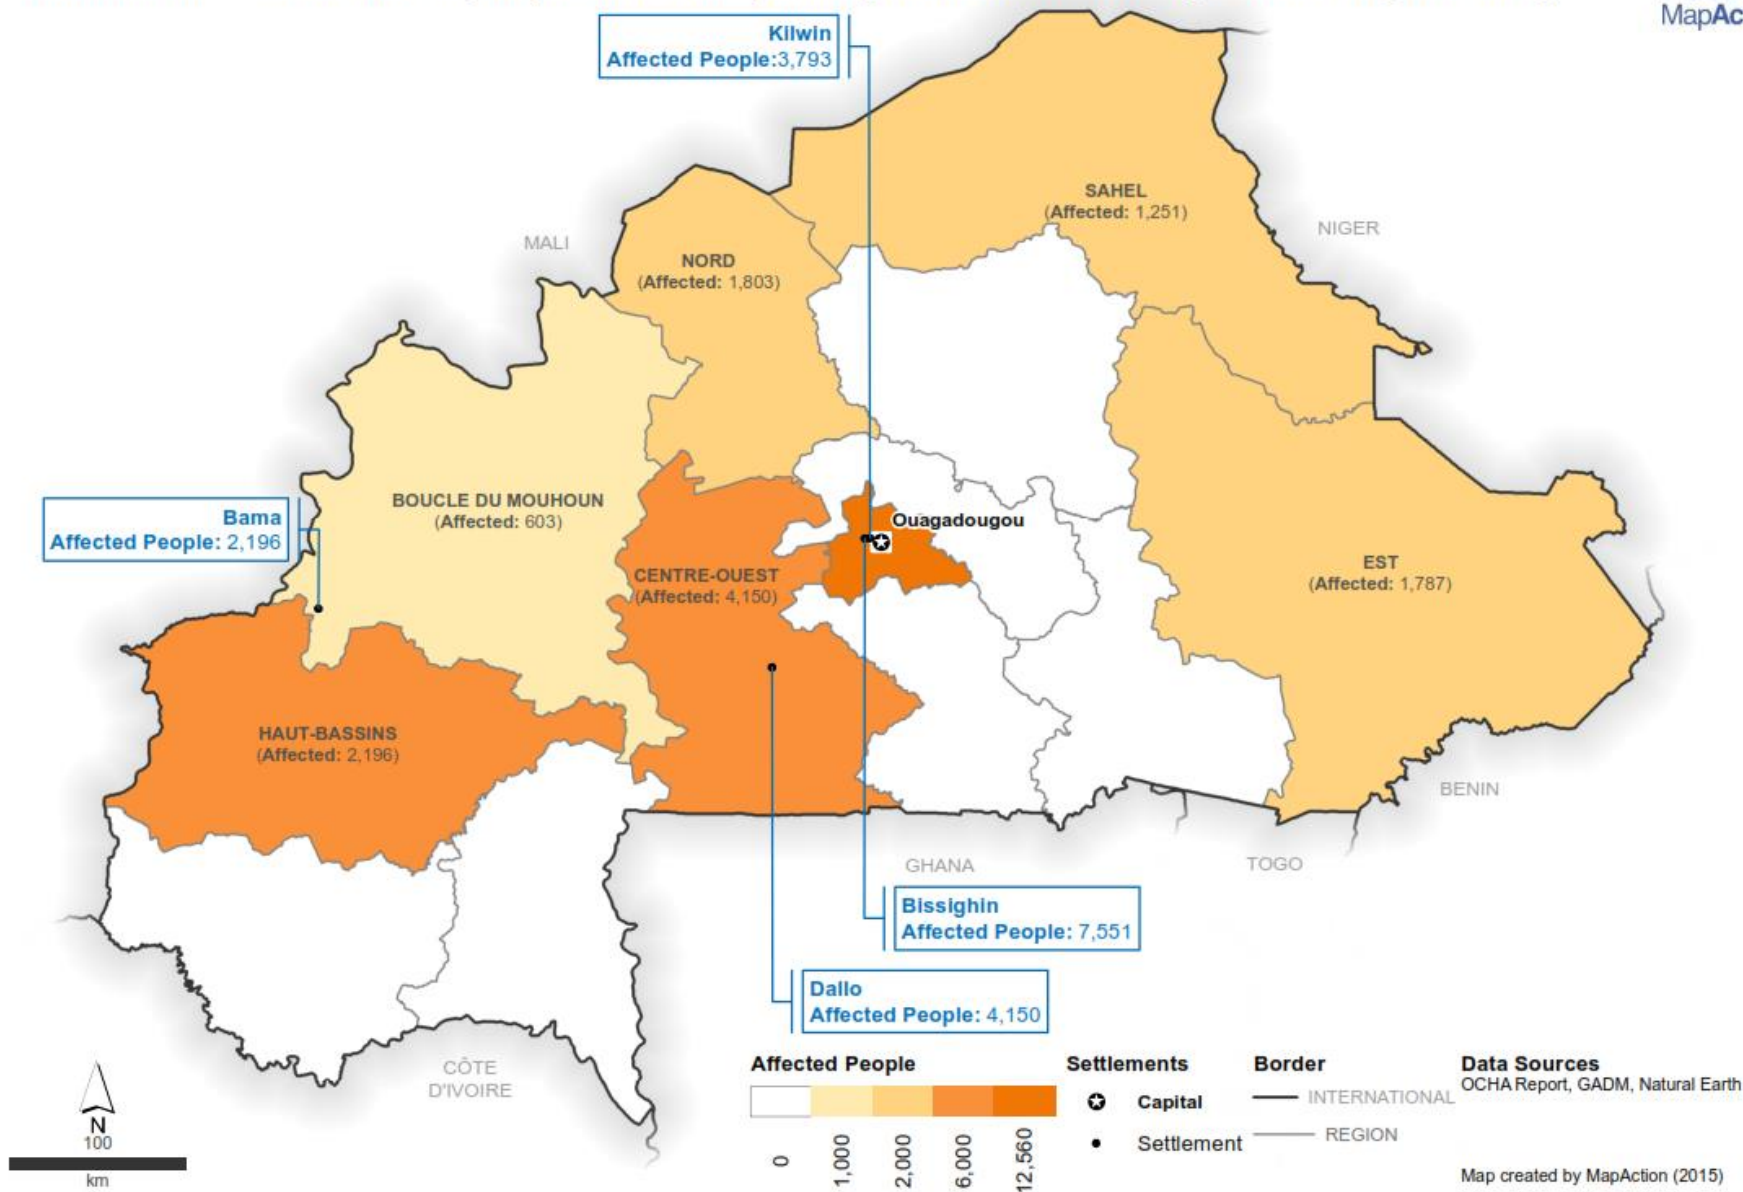 MapAc
Kilwin
Affected People:3,793
SAHEL
(Affected: 1,251)
NIGER
MALI
NORD
(Affected: 1,803)
BOUCLE DU MOUHOUN
(Affected: 603)
Bama
Affected People: 2,196
Ouagadougou
CENTRE-OUEST
(Affected: 4,150)
EST
(Affected: 1,787)
HAUT-BASSINS
(Affected: 2,196)
BENIN
GHANA
TOGO
Bissighin
Affected People: 7,551
Dallo
Affected People: 4,150
CÔTE
D'IVOIRE
N
100
km
Affected People
0
1,000
2,000
6,000
12,560
Settlements
Capital
Settlement
Border
INTERNATIONAL
REGION
Data Sources
OCHA Report, GADM, Natural Earth
Map created by MapAction (2015)